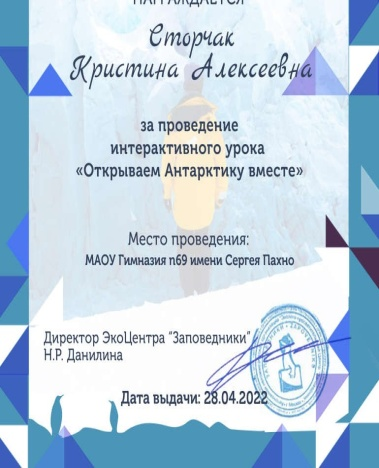 НАГРАЖДАЕТСЯ
Сторчак
Кристина Алексеевна
за проведение
интерактивного урока
«Открываем Антарктику вместе»
Место проведения:
МАОУ Гимназия п69 имени Сергея Пахно
Директор ЭкоЦентра "Заповедники"
Н.Р. Данилина
Дата выдачи: 28.04.2022